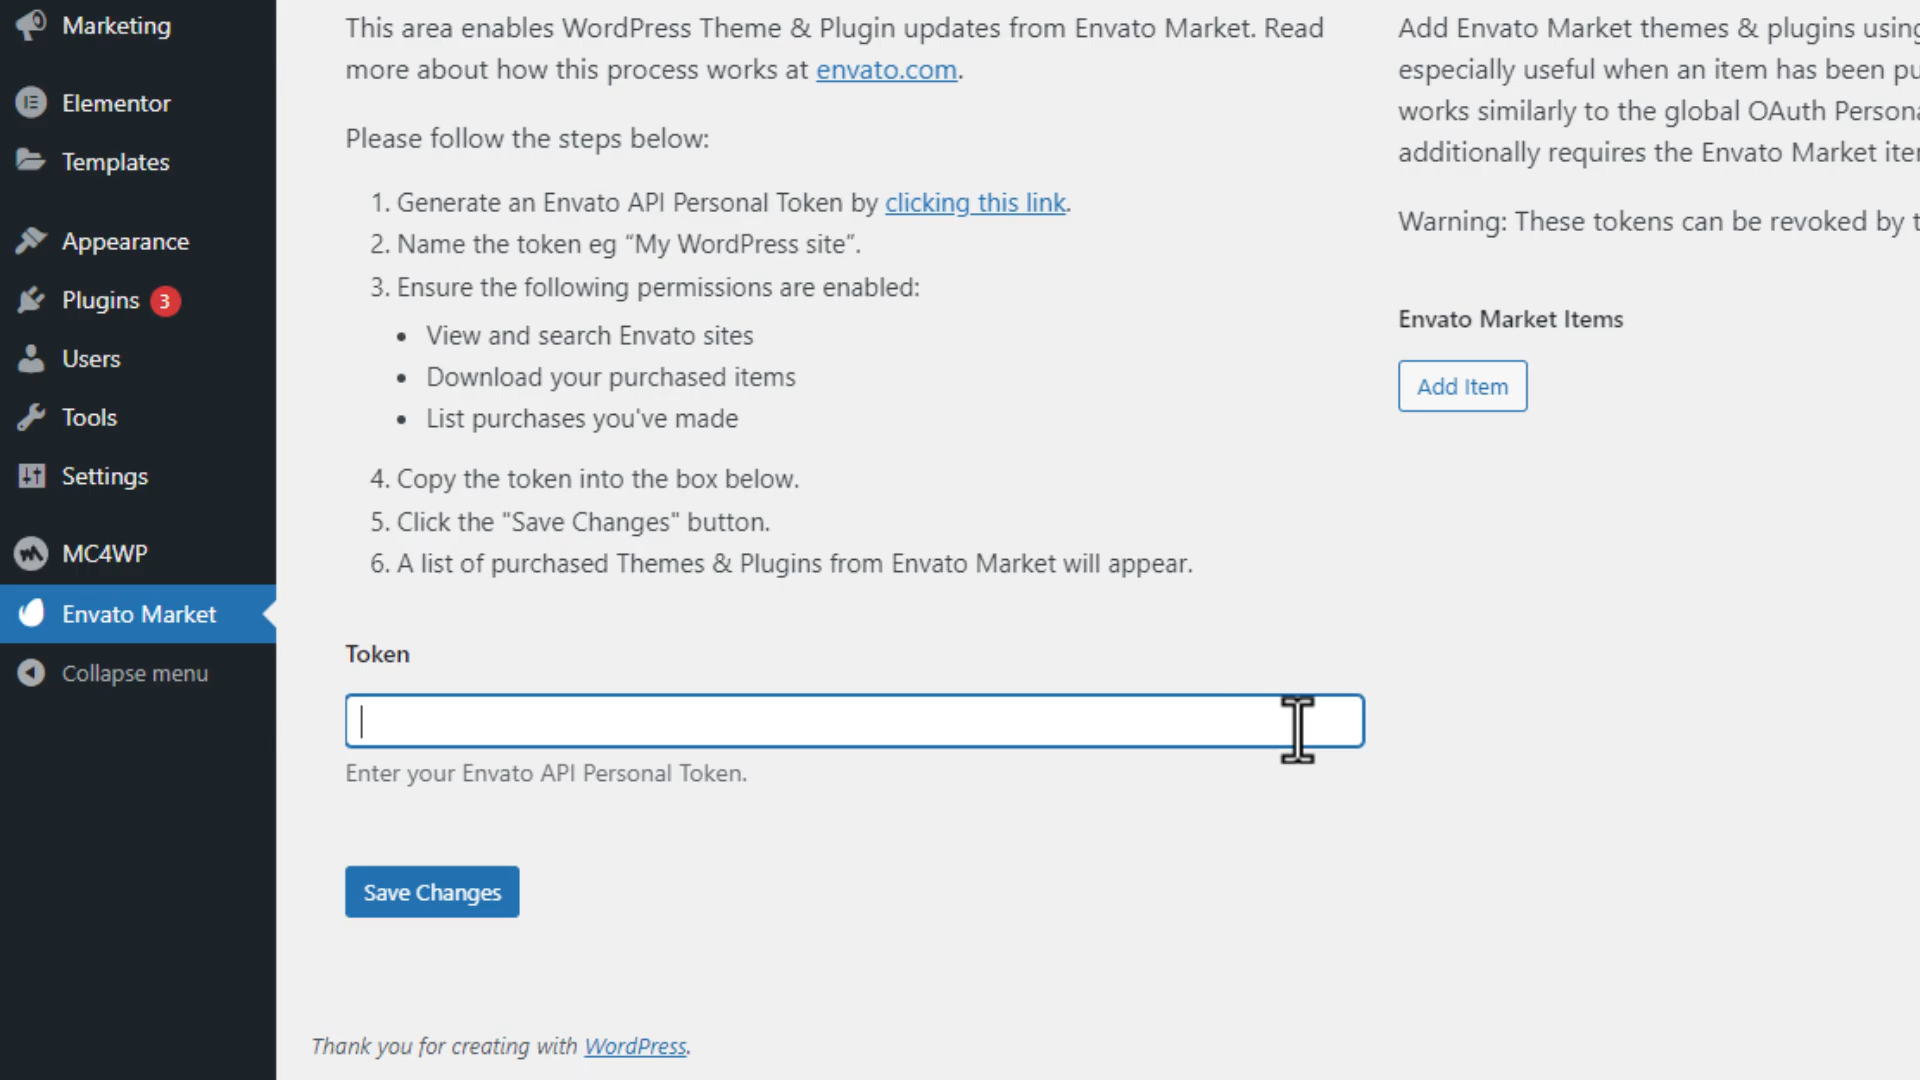 Marketing
Elementor
Templates
Appearance
Plugins 3
Users
Tools
Settings
MC4WP
Envato Market
Collapse menu
This area enables WordPress Theme & Plugin updates from Envato Market. Read
more about how this process works at envato.com.
Please follow the steps below:
1. Generate an Envato API Personal Token by clicking this link.
2. Name the token eg “My WordPress site”.
3. Ensure the following permissions are enabled:
• View and search Envato sites
• Download your purchased items
• List purchases you've made
4. Copy the token into the box below.
5. Click the "Save Changes" button.
6. A list of purchased Themes & Plugins from Envato Market will appear.
Token
Enter your Envato API Personal Token.
Save Changes
Thank you for creating with WordPress.
Add Envato Market themes & plugins using
especially useful when an item has been
works similarly to the global OAuth
additionally requires the Envato Market
Warning: These tokens can be revoked by
Envato Market Items
Add Item